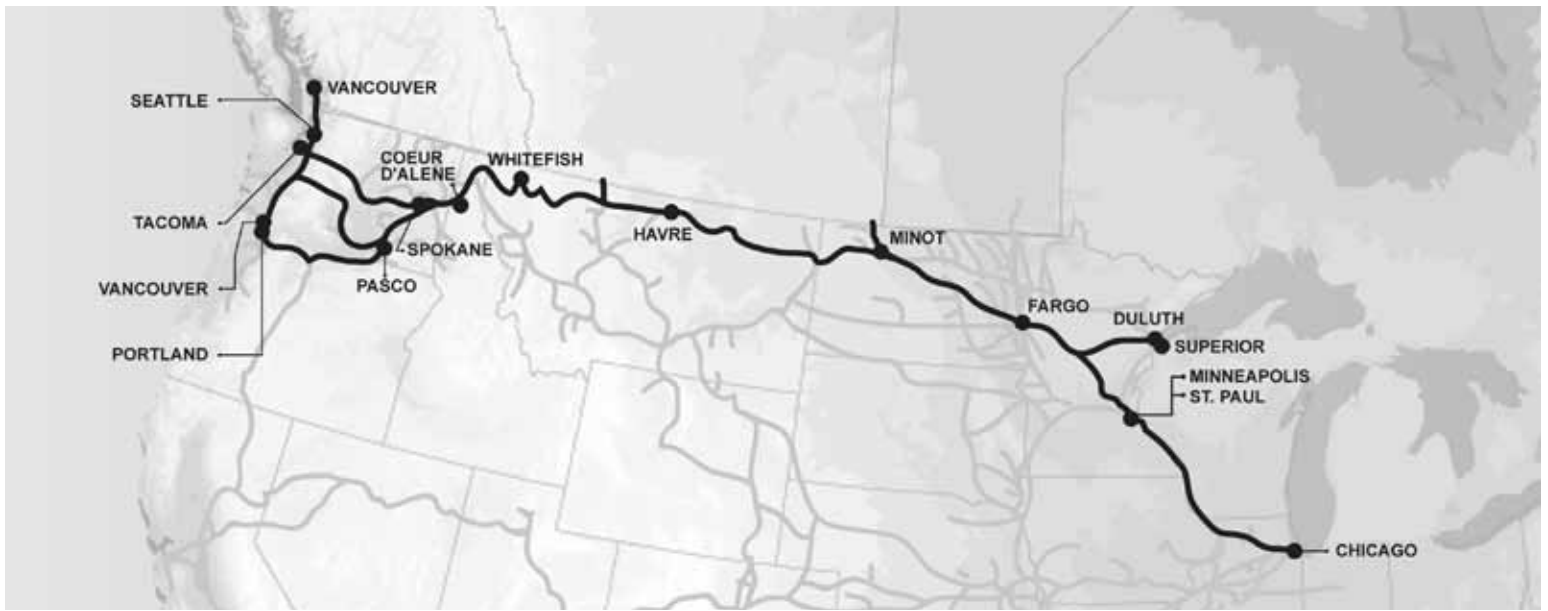 VANCOUVER
SEATTLE
COEUR
D'ALENE
WHITEFISH
TACOMA
HAVRE
MINOT
SPOKANE
PASCO
VANCOUVER
FARGO
DULUTH
SUPERIOR
PORTLAND
MINNEAPOLIS
ST. PAUL
CHICAGO